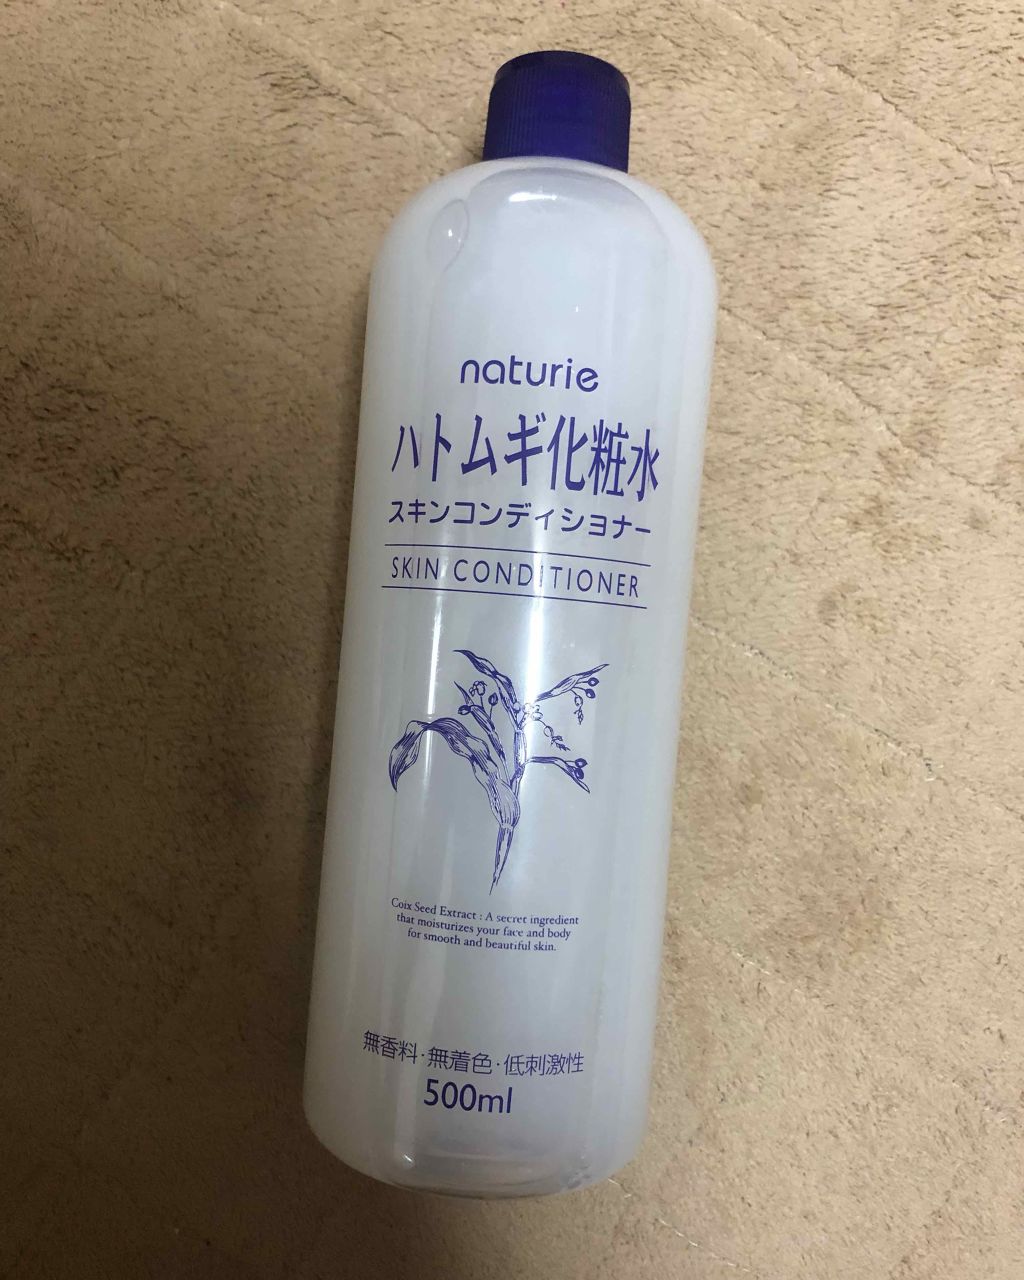 naturie
ハトムギ化粧水
スキンコンディショナー
SKIN CONDITIONER
Coix Seed Extract : A secret ingredient
that moisturizes your face and body
for smooth and beautiful skin.
無香料・無着色・低刺激性
500ml